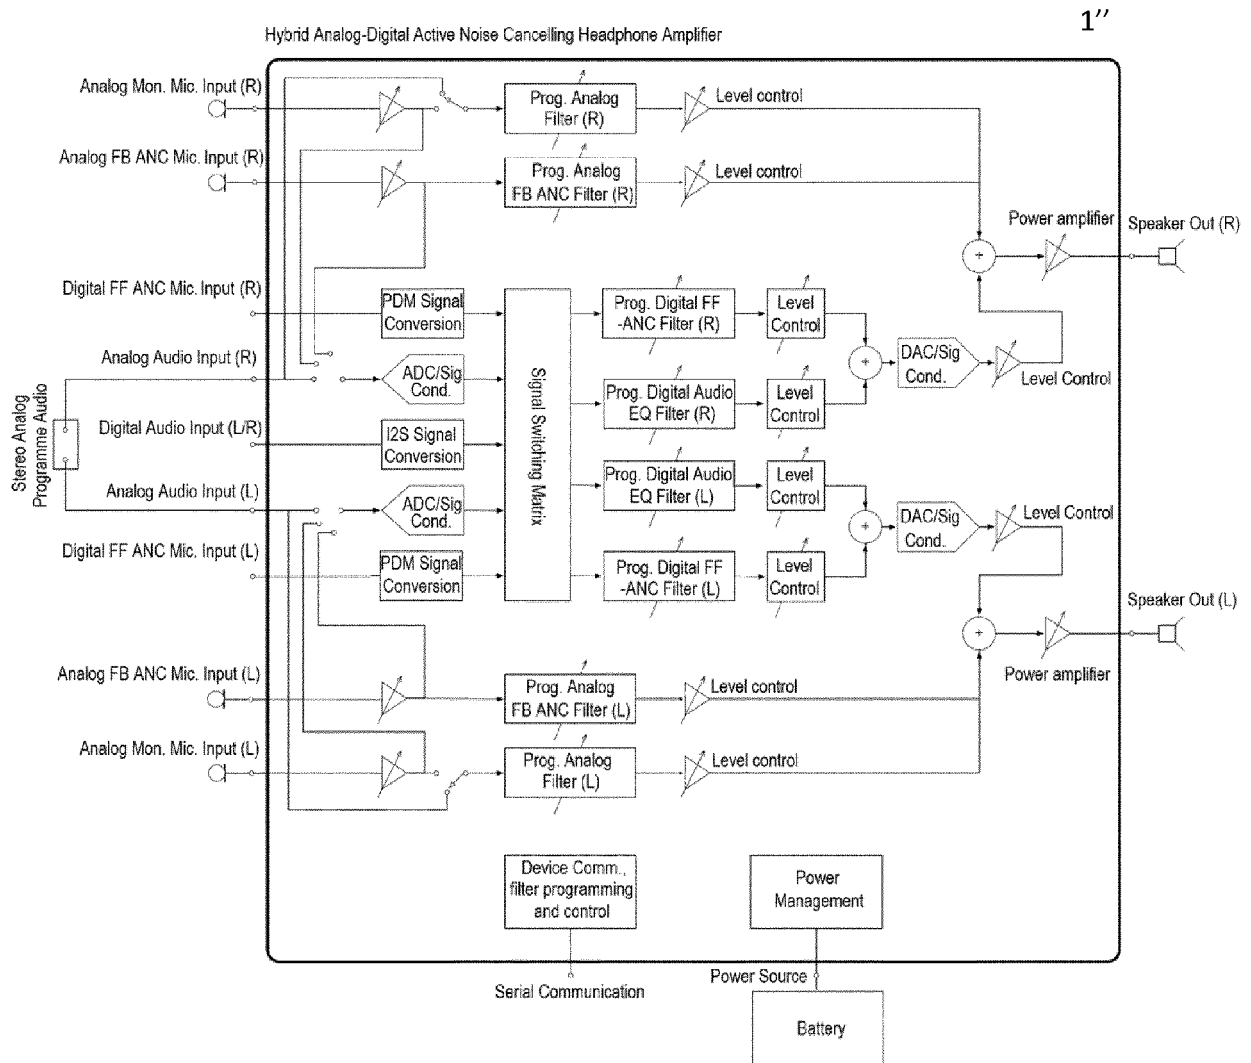 1′′
Hybrid Analog-Digital Active Noise Cancelling Headphone Amplifier
Analog Mon. Mic. Input (R)
Prog. Analog
Filter (R)
Level control
Analog FB ANC Mic. Input (R)
Prog. Analog
FB ANC Filter (R)
Level control
Power amplifier
Speaker Out (R)
+
Digital FF ANC Mic. Input (R)
PDM Signal
Conversion
Prog. Digital FF
-ANC Filter (R)
Level
Control
Analog Audio Input (R)
ADC/Sig
Cond.
+
DAC/Sig
Cond.
Level Control
Stereo Analog
Programme Audio
Signal Switching Matrix
Prog. Digital Audio
EQ Filter (R)
Level
Control
Digital Audio Input (L/R)
I2S Signal
Conversion
Prog. Digital Audio
EQ Filter (L)
Level
Control
Analog Audio Input (L)
ADC/Sig
Cond.
+
DAC/Sig
Cond.
Level Control
Digital FF ANC Mic. Input (L)
PDM Signal
Conversion
Prog. Digital FF
-ANC Filter (L)
Level
Control
Speaker Out (L)
+
Power amplifier
Analog FB ANC Mic. Input (L)
Prog. Analog
FB ANC Filter (L)
Level control
Analog Mon. Mic. Input (L)
Prog. Analog
Filter (L)
Level control
Device Comm.,
filter programming
and control
Power
Management
Serial Communication
Power Source
Battery